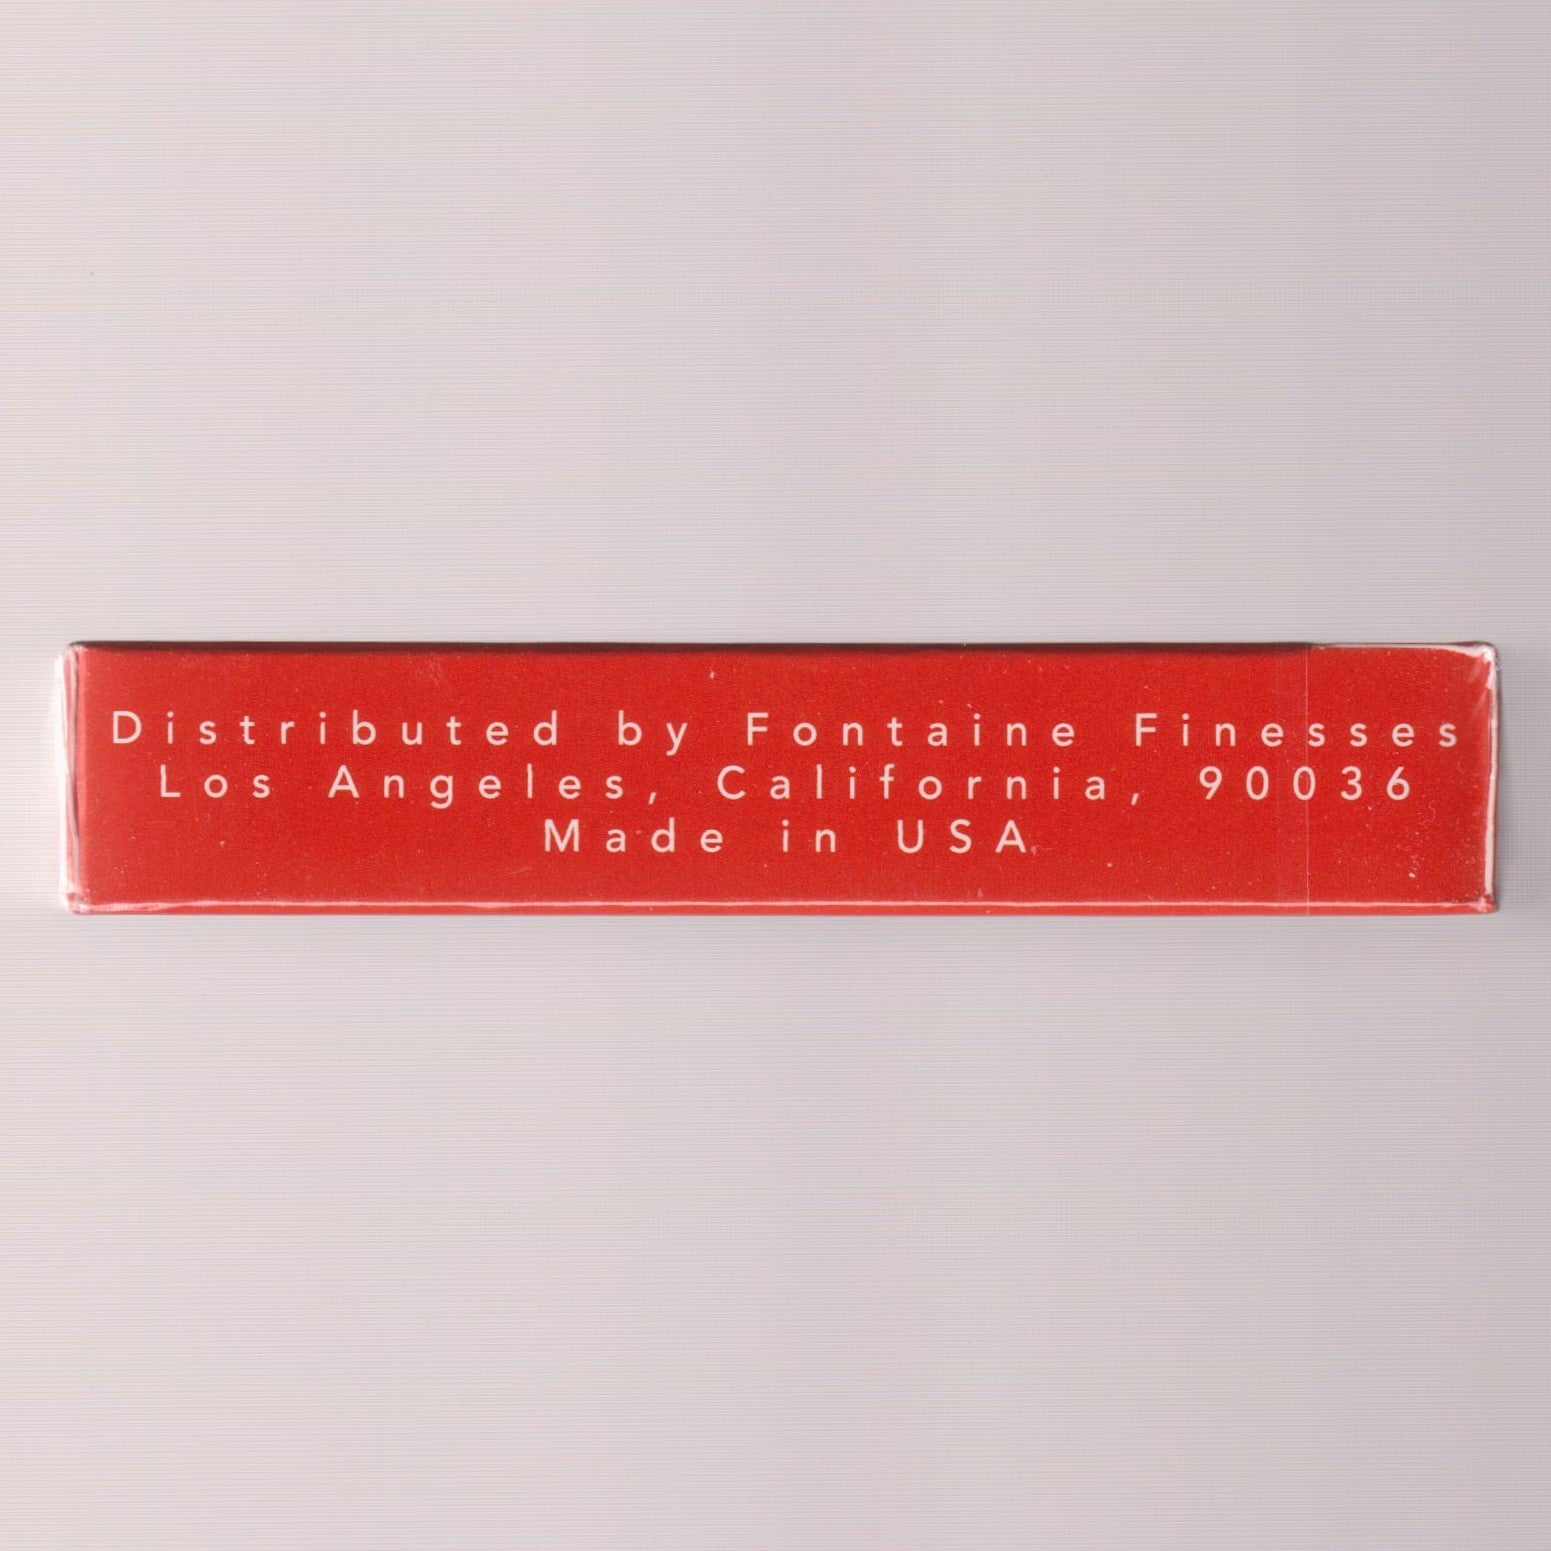 Distributed by Fontaine Finesses
Los Angeles, California, 90036
Made in USA